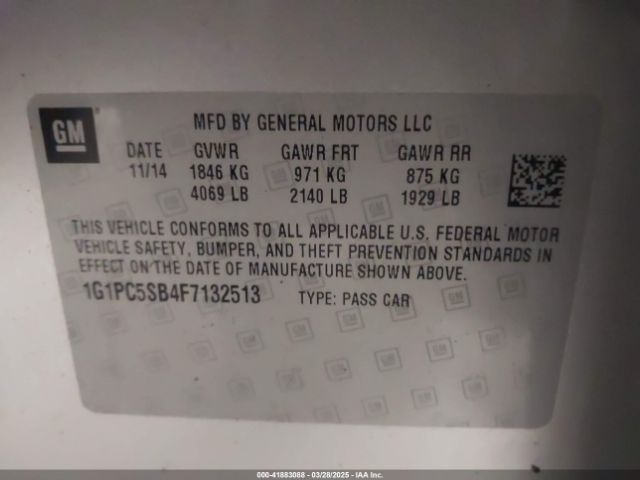 GM
MFD BY GENERAL MOTORS LLC
DATE GVWR GAWR FRT GAWR RR
11/14 1846 KG 971 KG 875 KG
4069 LB 2140 LB 1929 LB
THIS VEHICLE CONFORMS TO ALL APPLICABLE U.S. FEDERAL MOTOR
VEHICLE SAFETY, BUMPER, AND THEFT PREVENTION STANDARDS IN
EFFECT ON THE DATE OF MANUFACTURE SHOWN ABOVE.
1G1PC5SB4F7132513 TYPE: PASS CAR
000-41883088 - 03/28/2025 - IAA Inc.